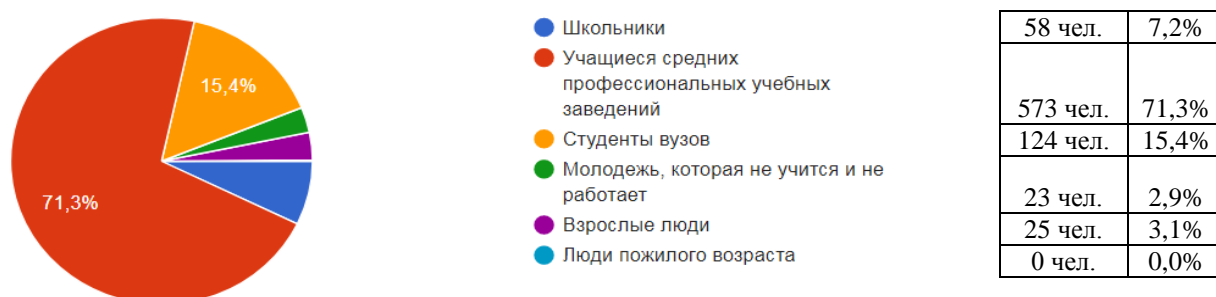 15,4%
71,3%
Школьники
Учащиеся средних
профессиональных учебных
заведений
Студенты вузов
Молодежь, которая не учится и не
работает
Взрослые люди
Люди пожилого возраста
58 чел. 7,2%
573 чел. 71,3%
124 чел. 15,4%
23 чел. 2,9%
25 чел. 3,1%
0 чел. 0,0%